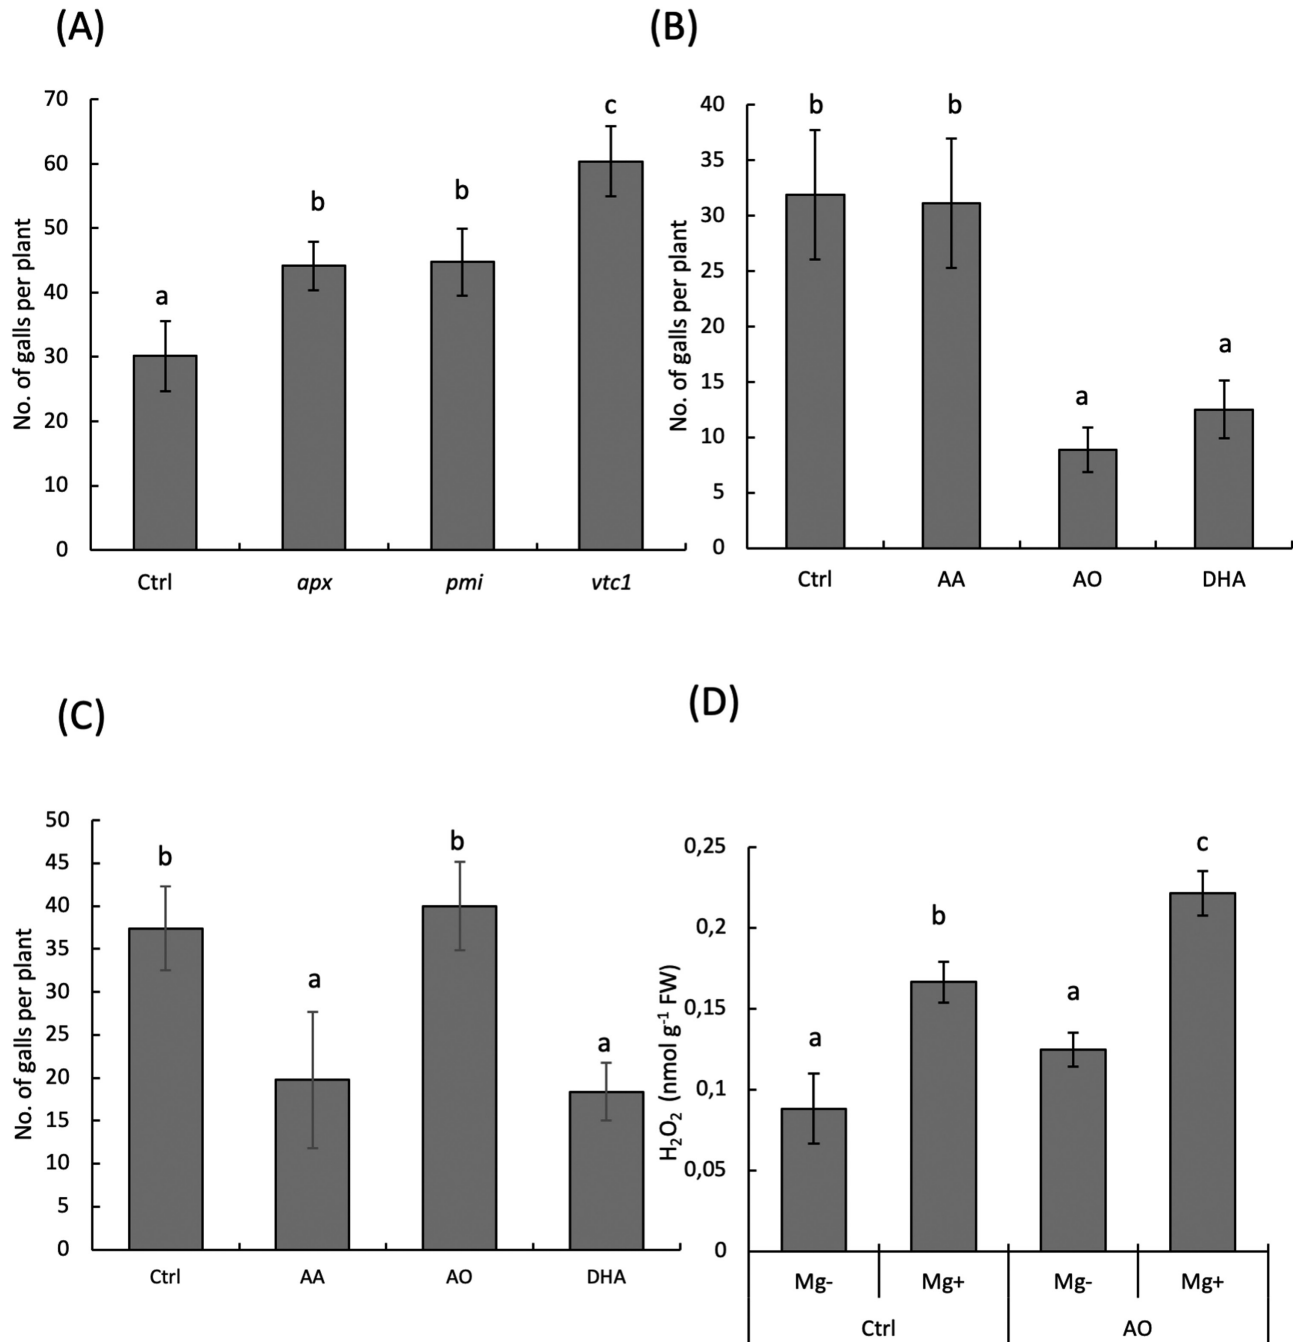 (A)
No. of galls per plant
70
60
50
40
30
20
10
0
a
b
b
c
Ctrl
apx
pmi
vtc1
(B)
No. of galls per plant
40
35
30
25
20
15
10
5
0
b
b
a
a
Ctrl
AA
AO
DHA
(C)
No. of galls per plant
50
45
40
35
30
25
20
15
10
5
0
b
a
b
a
Ctrl
AA
AO
DHA
(D)
H₂O₂ (nmol g⁻¹ FW)
0,25
0,2
0,15
0,1
0,05
0
a
b
a
c
Mg-
Mg+
Mg-
Mg+
Ctrl
AO